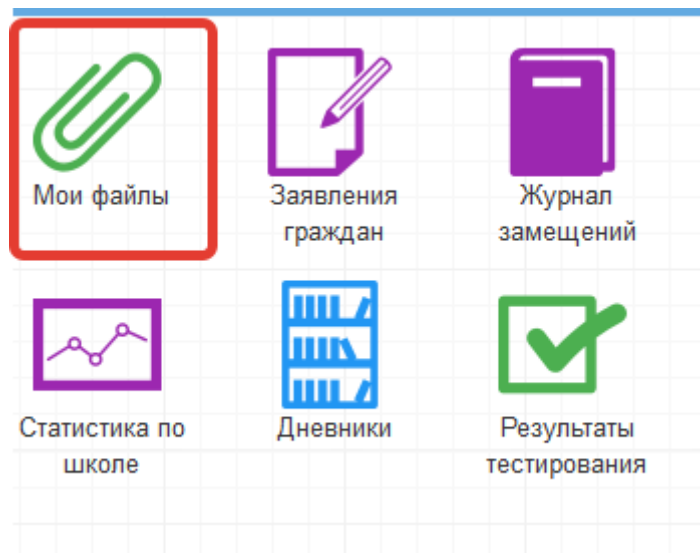 Мои файлы
Заявления
граждан
Журнал
замещений
Статистика по
школе
Дневники
Результаты
тестирования